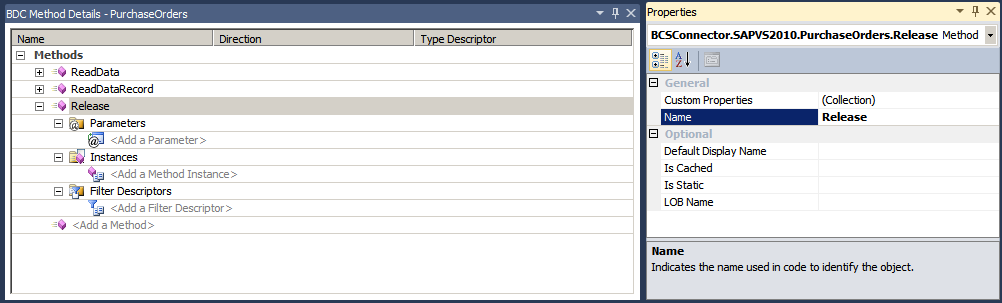 BDC Method Details - PurchaseOrders
Name Direction Type Descriptor
Methods
ReadData
ReadDataRecord
Release
Parameters
<Add a Parameter>
Instances
<Add a Method Instance>
Filter Descriptors
<Add a Filter Descriptor>
<Add a Method>
Properties
BCSConnector.SAPVS2010.PurchaseOrders.Release Method
General
Custom Properties (Collection)
Name Release
Optional
Default Display Name
Is Cached
Is Static
LOB Name
Name
Indicates the name used in code to identify the object.